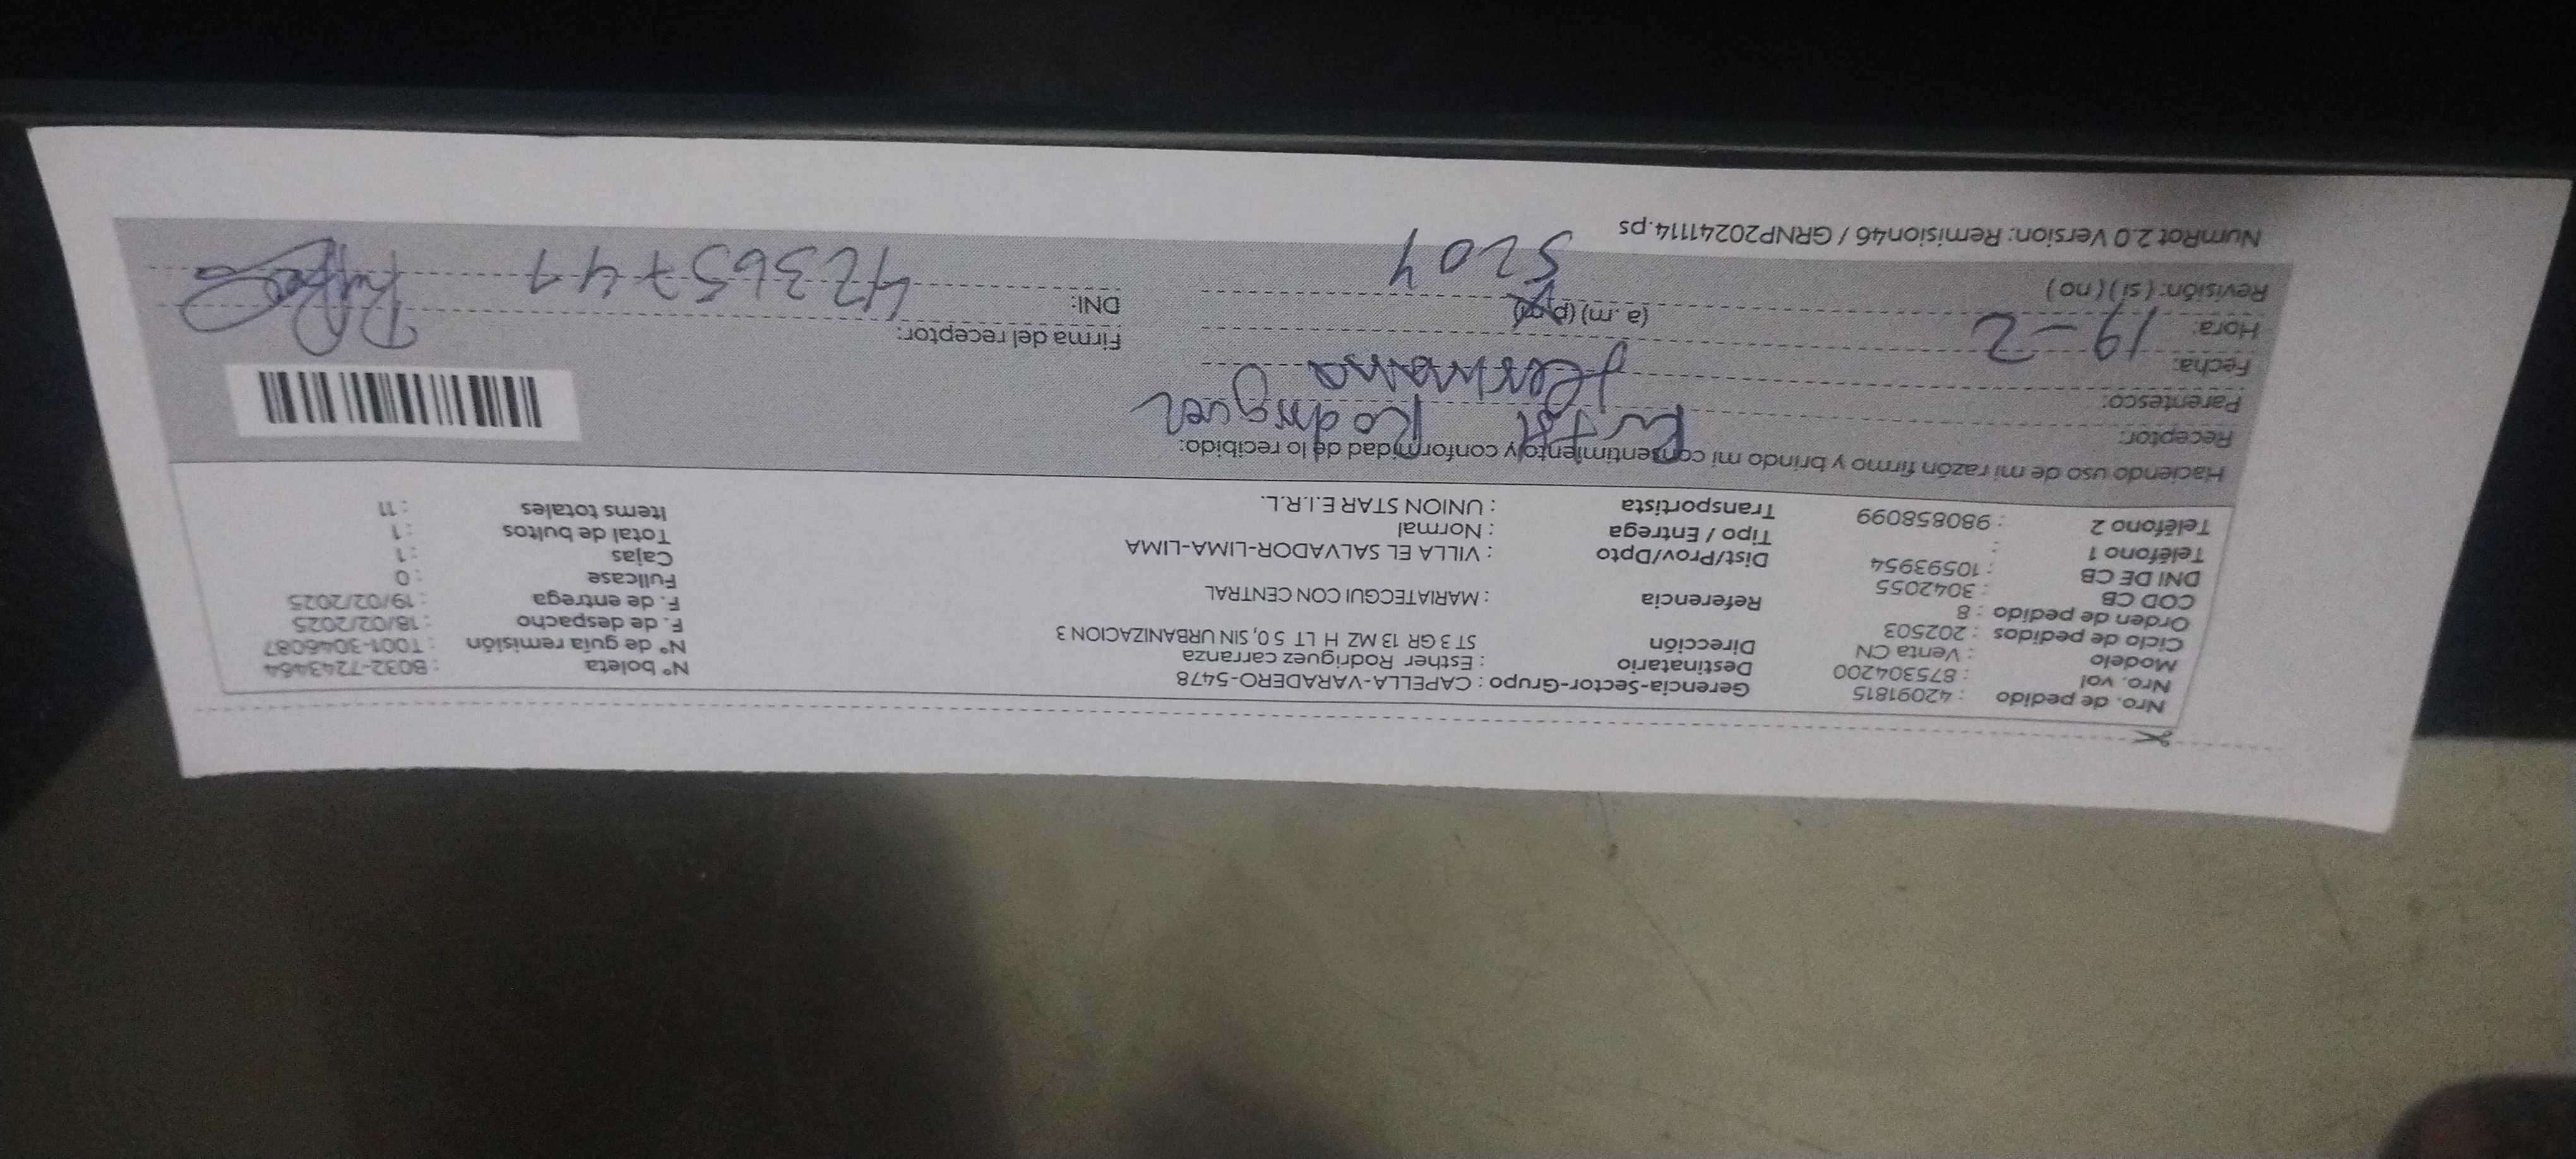 Nro. de pedido : 42091815
Nro. vol : 875304200
Modelo : Venta CN
Ciclo de pedidos : 202503
Orden de pedido : 8
COD CB : 3042055
DNI DE CB : 10593954
Teléfono 1 :
Teléfono 2 : 980858099
Gerencia-Sector-Grupo : CAPELLA-VARADERO-5478
Destinatario : Esther Rodriguez carranza
Dirección ST 3 GR 13 MZ H LT 5 0, SIN URBANIZACION 3
Referencia : MARIATECGUI CON CENTRAL
Dist/Prov/Dpto : VILLA EL SALVADOR-LIMA-LIMA
Tipo / Entrega : Normal
Transportista : UNION STAR E.I.R.L.
N° boleta : B032-7243464
N° de guía remisión : T001-3046087
F. de despacho : 18/02/2025
F. de entrega : 19/02/2025
Fullcase : 0
Cajas : 1
Total de bultos : 1
Items totales : 11
Haciendo uso de mi razón firmo y brindo mi consentimiento y conformidad de lo recibido:
Receptor: Rodriguez
Parentesco: Hermana
Fecha: 19-2
Hora: (a.m) (p.m)
Revisión: ( si ) ( no ) 5204
Firma del receptor:
DNI: 42365741
NumRot 2.0 Version: Remision46 / GRNP20241114.ps